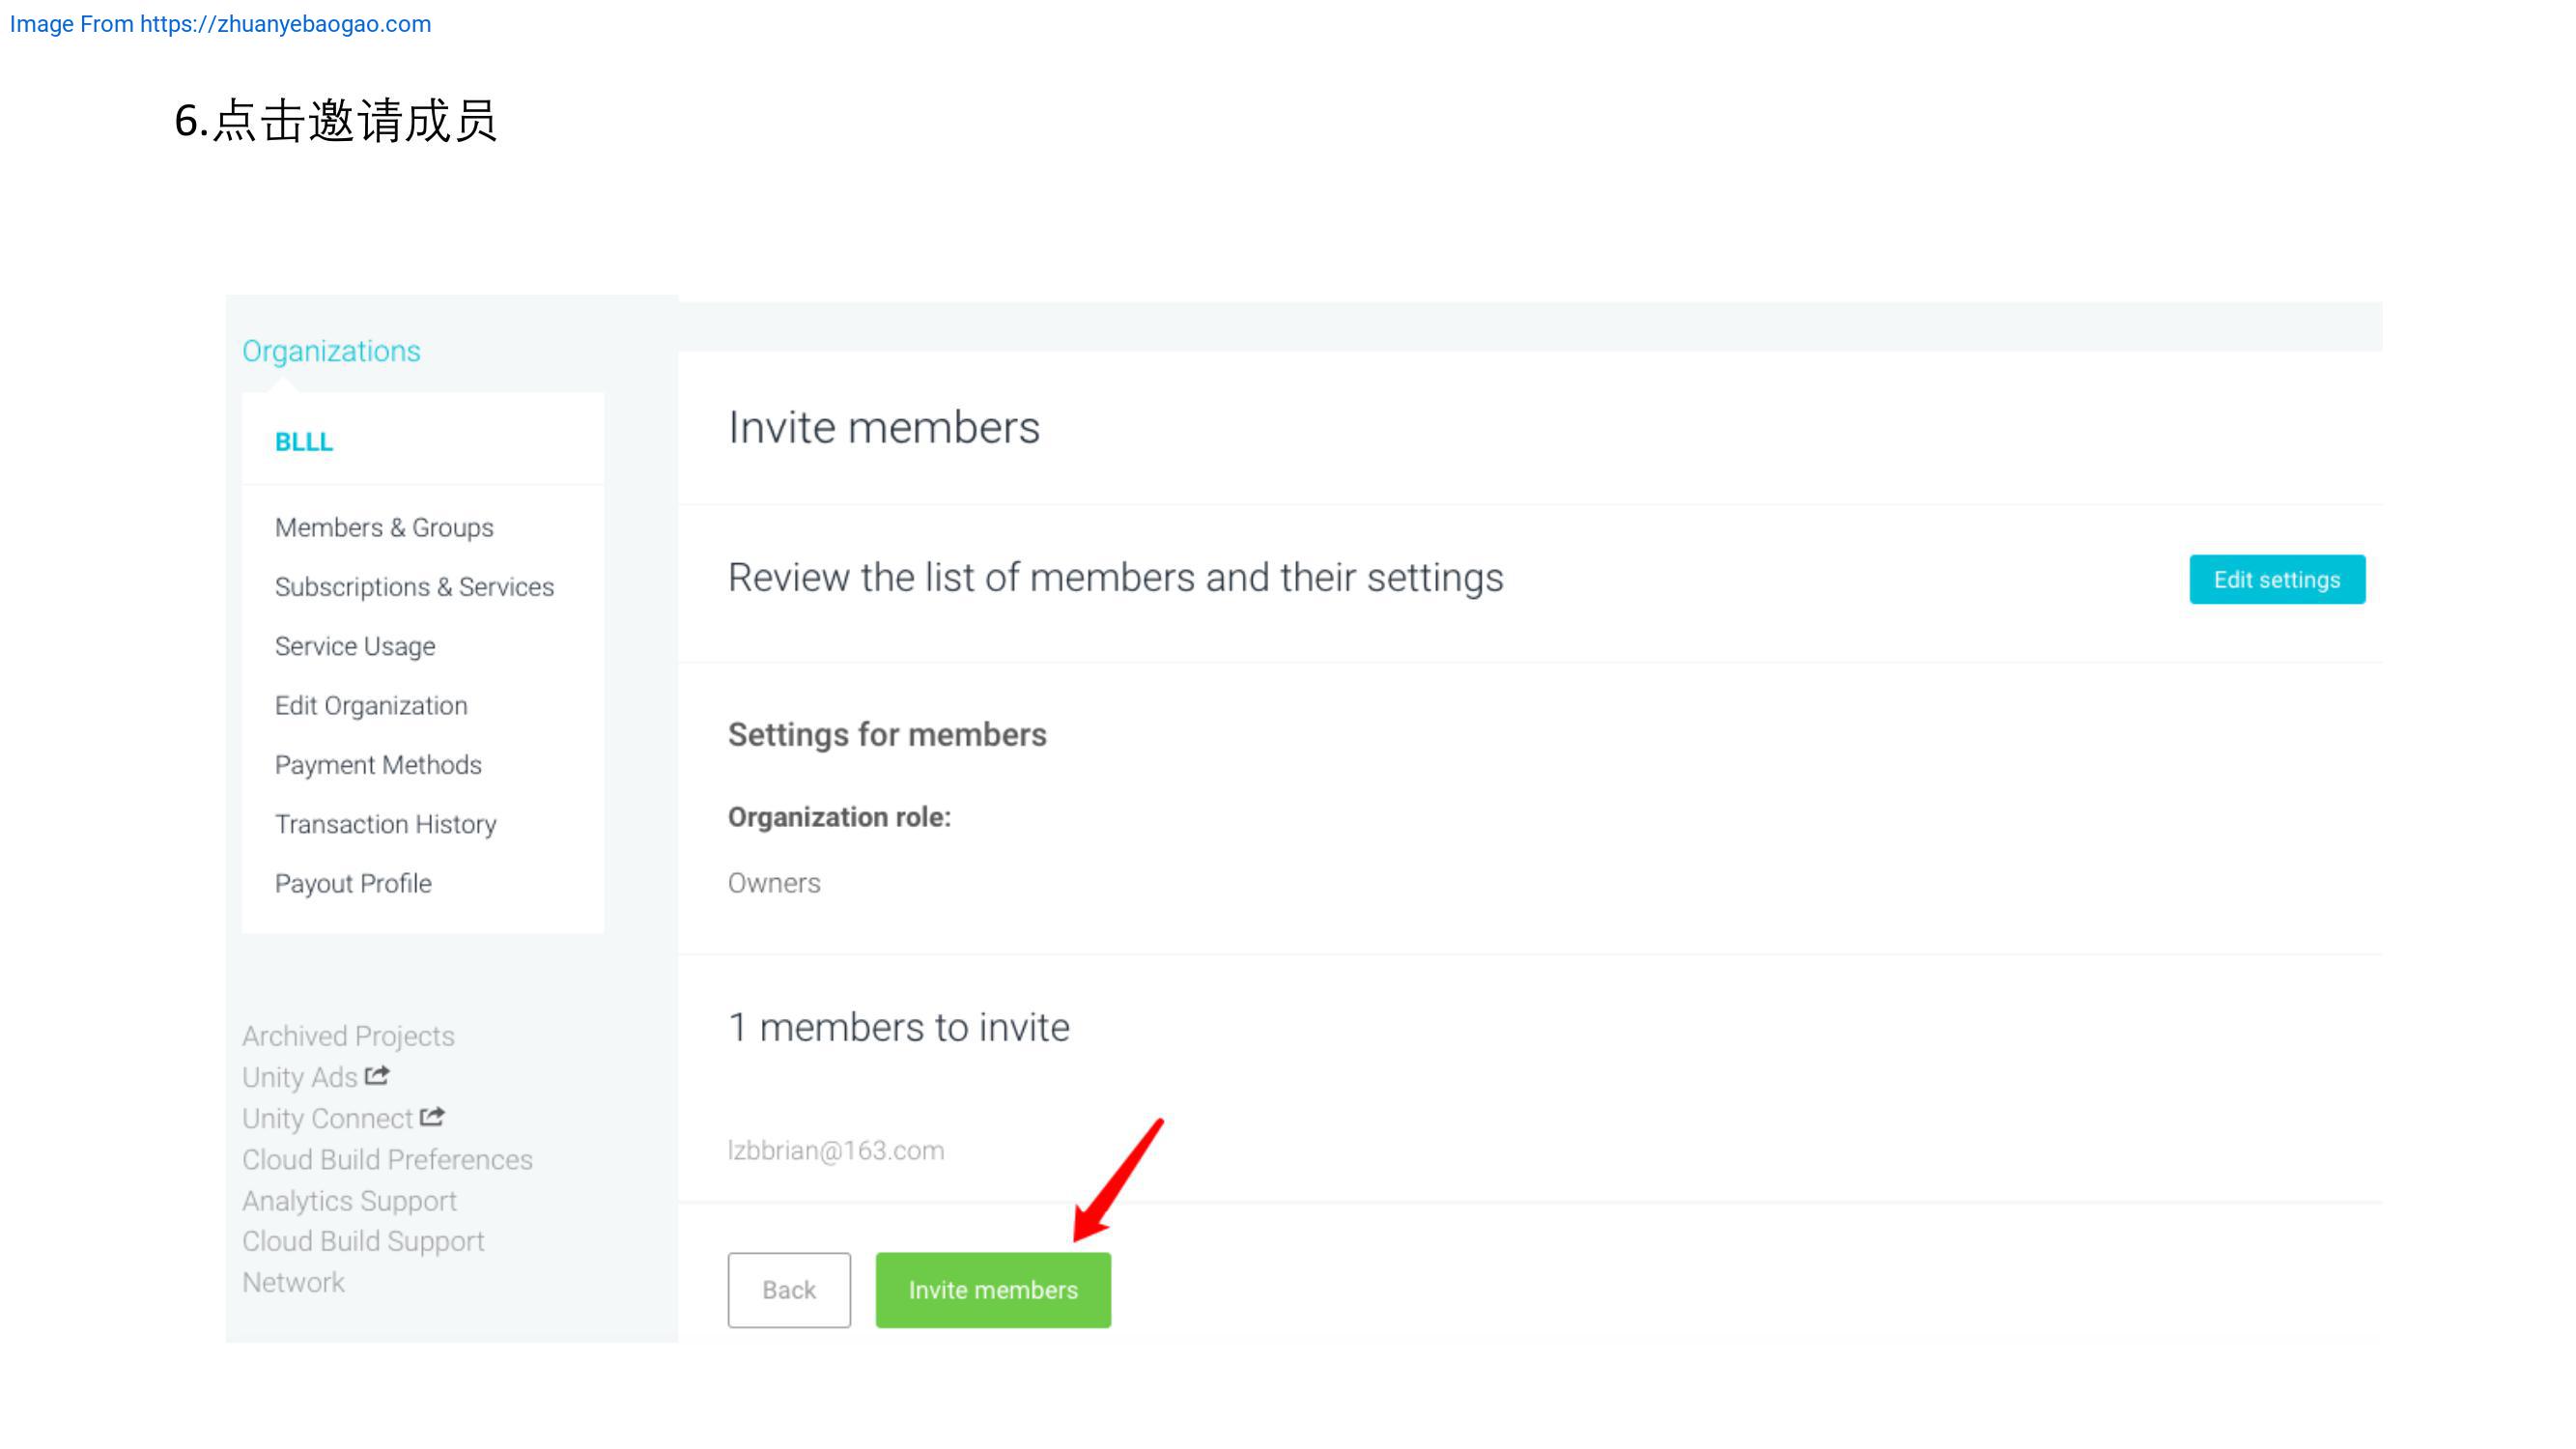 Image From https://zhuanyebaogao.com
6.点击邀请成员
Organizations
BLLL
Members & Groups
Subscriptions & Services
Service Usage
Edit Organization
Payment Methods
Transaction History
Payout Profile
Archived Projects
Unity Ads
Unity Connect
Cloud Build Preferences
Analytics Support
Cloud Build Support
Network
Invite members
Review the list of members and their settings
Edit settings
Settings for members
Organization role:
Owners
1 members to invite
lzbbrian@163.com
Back
Invite members